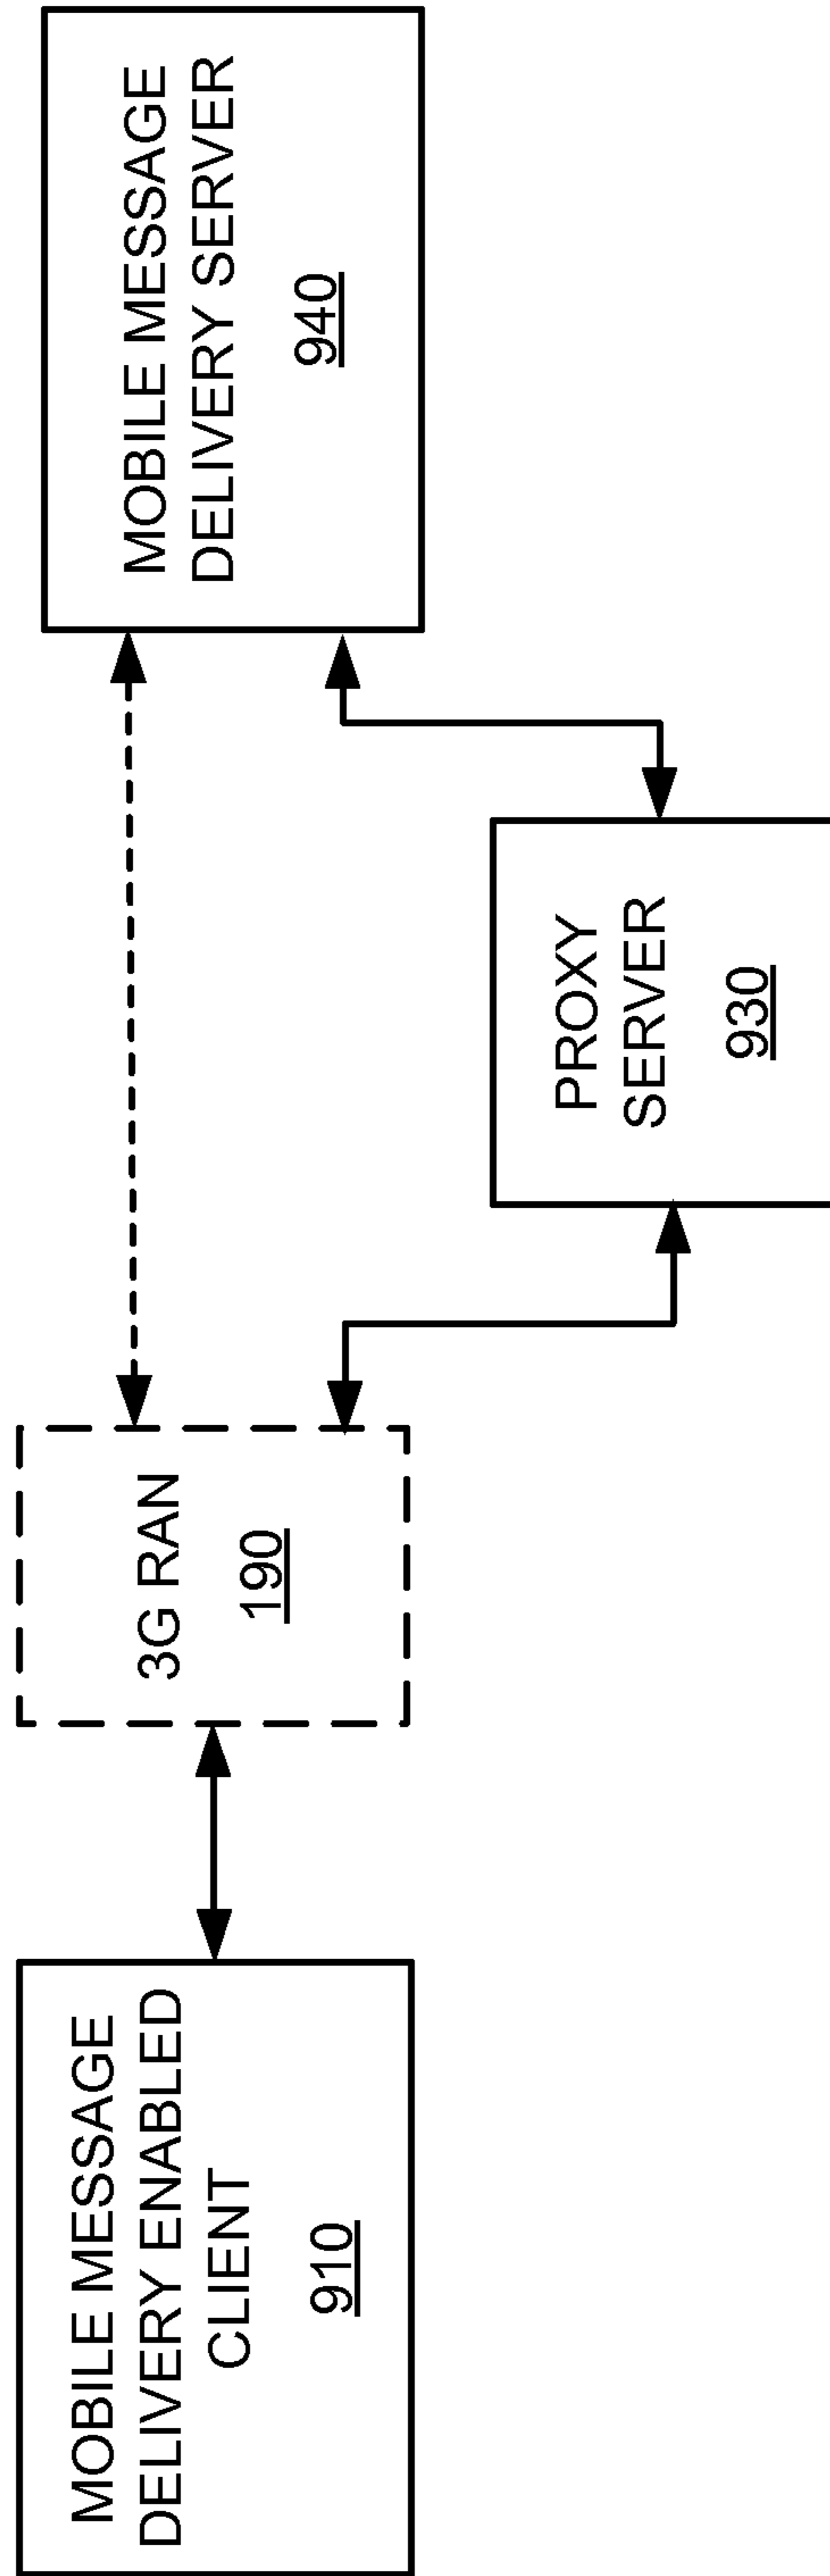 MOBILE MESSAGE
DELIVERY ENABLED
CLIENT
910
3G RAN
190
PROXY
SERVER
930
MOBILE MESSAGE
DELIVERY SERVER
940